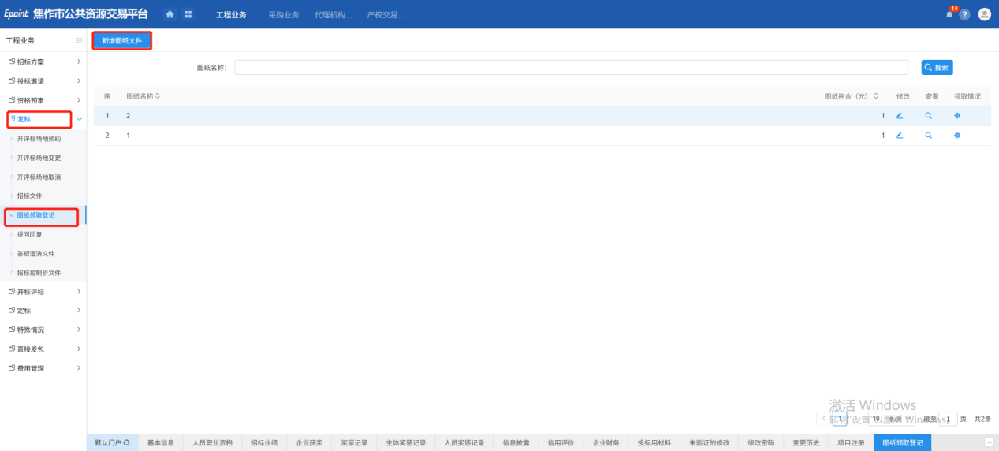 Epoint 焦作市公共资源交易平台 工程业务 采购业务 代理机构... 产权交易... 14 ?
工程业务
新增图纸文件
图纸名称： 搜索
招标方案
投标邀请
资格预审
发标
开评标场地预约
开评标场地变更
开评标场地取消
招标文件
图纸领取登记
提问回复
答疑澄清文件
招标控制价文件
开标评标
定标
特殊情况
直接发包
费用管理
序 图纸名称 图纸押金（元） 修改 查看 领取情况
1 2 1
2 1 1
激活 Windows
转到"设置"以激活 Windows。
1 10 条/页 跳至 1 页 共2条
默认门户 基本信息 人员职业资格 招标业绩 企业获奖 奖惩记录 主体奖惩记录 人员奖惩记录 信息披露 信用评价 企业财务 投标用材料 未验证的修改 修改密码 变更历史 项目注册 图纸领取登记